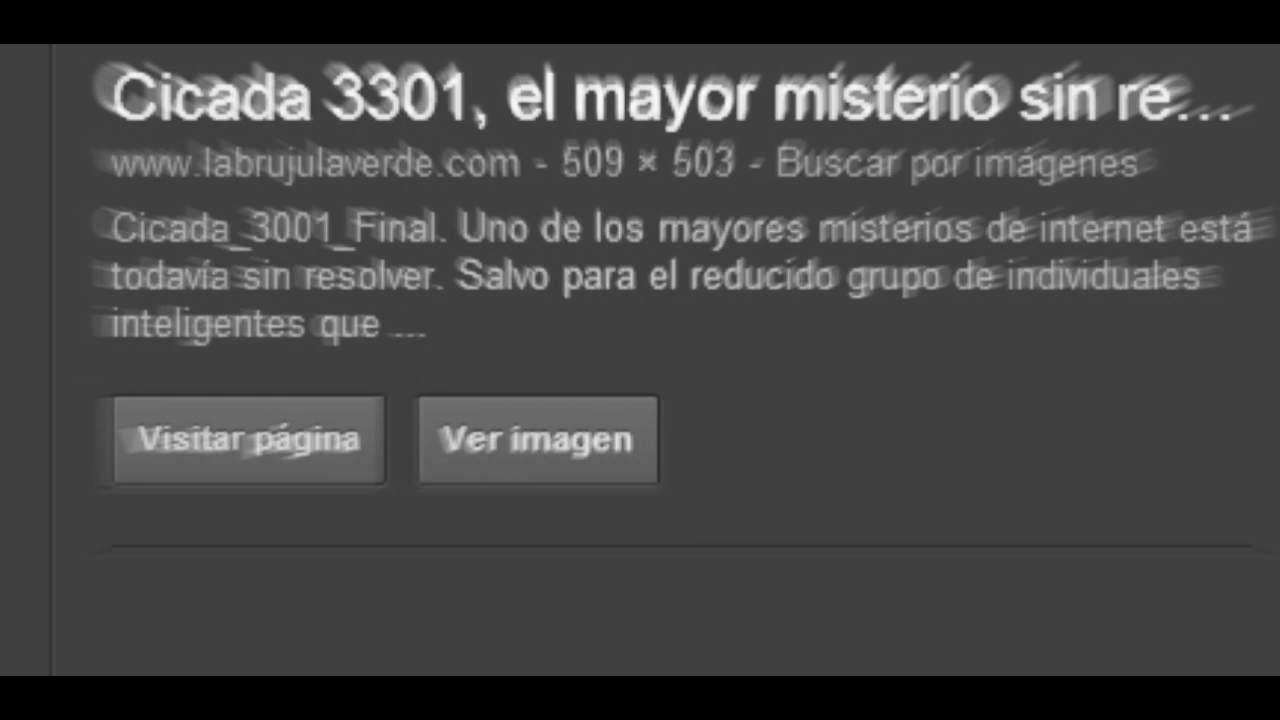 Cicada 3301, el mayor misterio sin re...
www.labrujulaverde.com - 509 × 503 - Buscar por imágenes
Cicada_3001_Final. Uno de los mayores misterios de internet está
todavía sin resolver. Salvo para el reducido grupo de individuales
inteligentes que ...
Visitar página Ver imagen